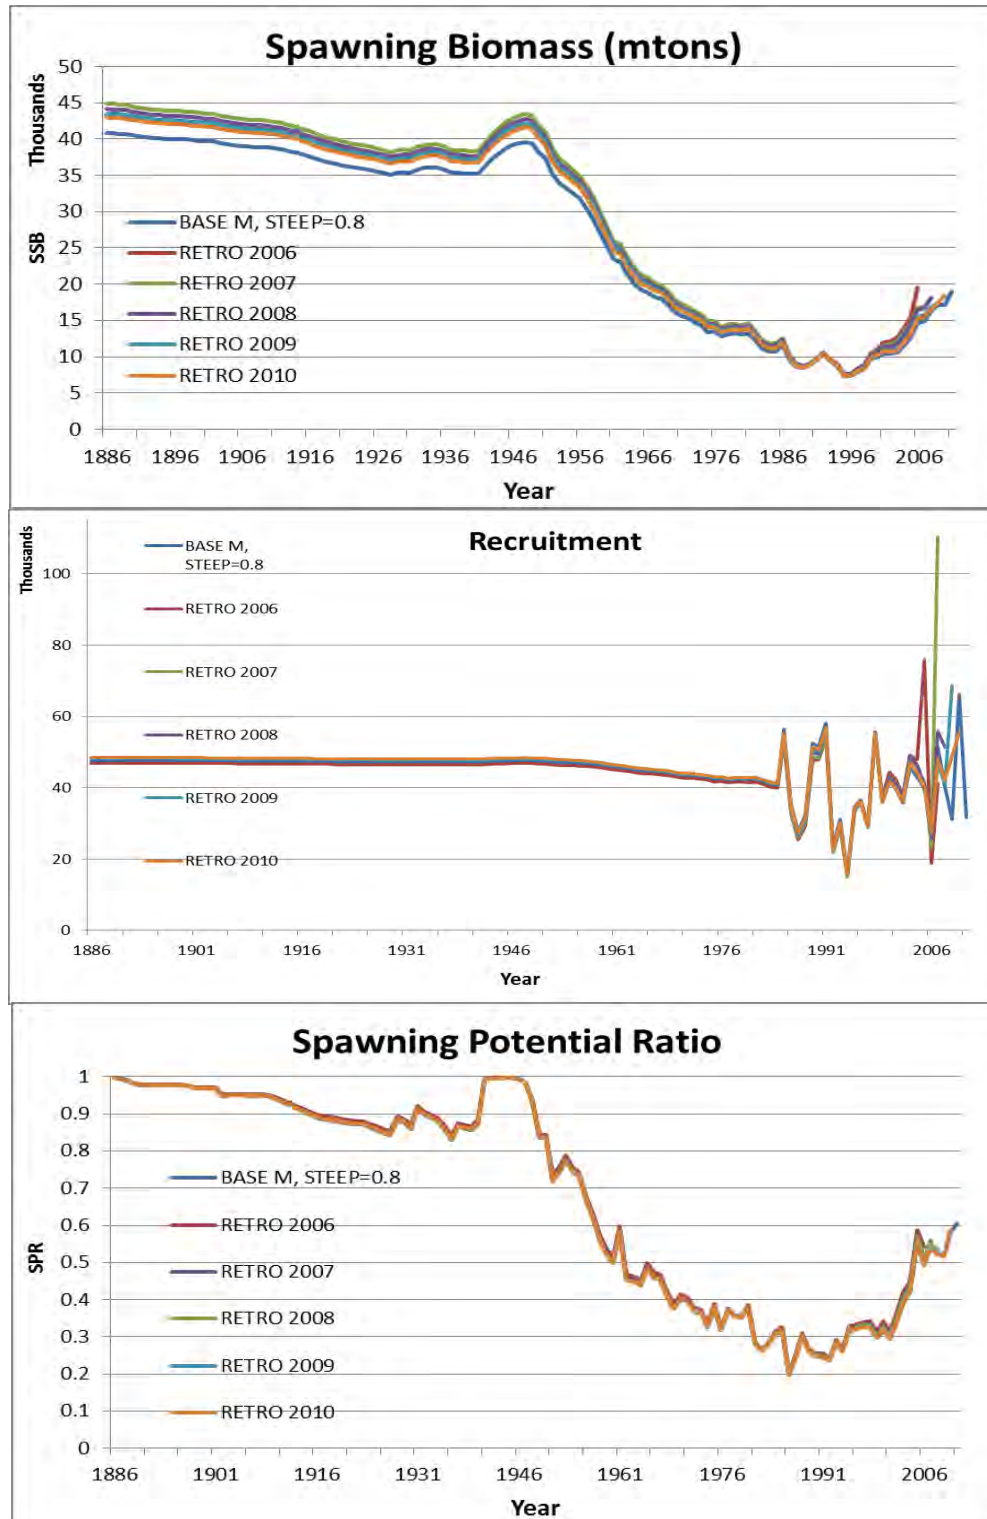 Spawning Biomass (mtons)
Thousands
SSB
50
45
40
35
30
25
20
15
10
5
0
BASE M, STEEP=0.8
RETRO 2006
RETRO 2007
RETRO 2008
RETRO 2009
RETRO 2010
1886 1896 1906 1916 1926 1936 1946 1956 1966 1976 1986 1996 2006
Year
Recruitment
Thousands
100
80
60
40
20
0
BASE M,
STEEP=0.8
RETRO 2006
RETRO 2007
RETRO 2008
RETRO 2009
RETRO 2010
1886 1901 1916 1931 1946 1961 1976 1991 2006
Year
Spawning Potential Ratio
SPR
1
0.9
0.8
0.7
0.6
0.5
0.4
0.3
0.2
0.1
0
BASE M, STEEP=0.8
RETRO 2006
RETRO 2007
RETRO 2008
RETRO 2009
RETRO 2010
1886 1901 1916 1931 1946 1961 1976 1991 2006
Year